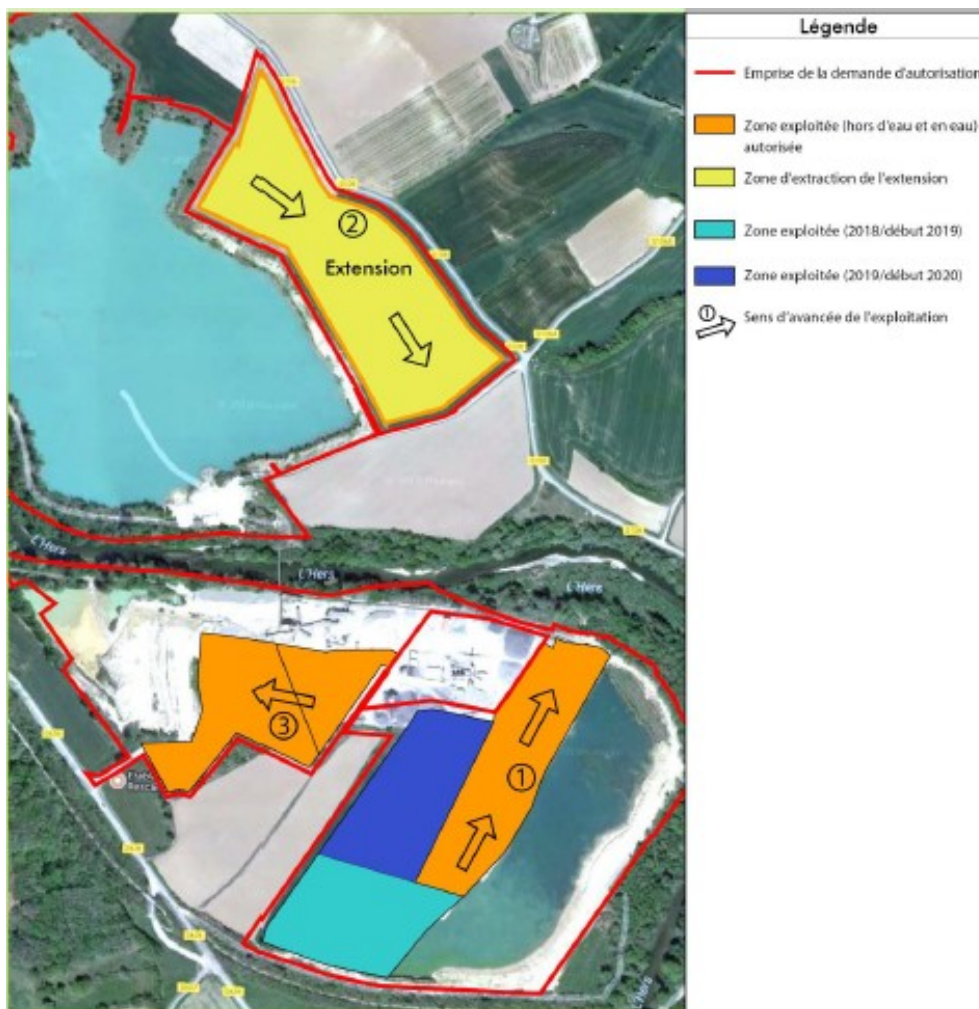 Légende
Emprise de la demande d'autorisation
Zone exploitée (hors d'eau et en eau)
autorisée
Zone d'extraction de l'extension
Zone exploitée (2018/début 2019)
Zone exploitée (2019/début 2020)
①
Sens d'avancée de l'exploitation
②
Extension
L'Hers
L'Hers
L'Hers
③
①
L'Hers